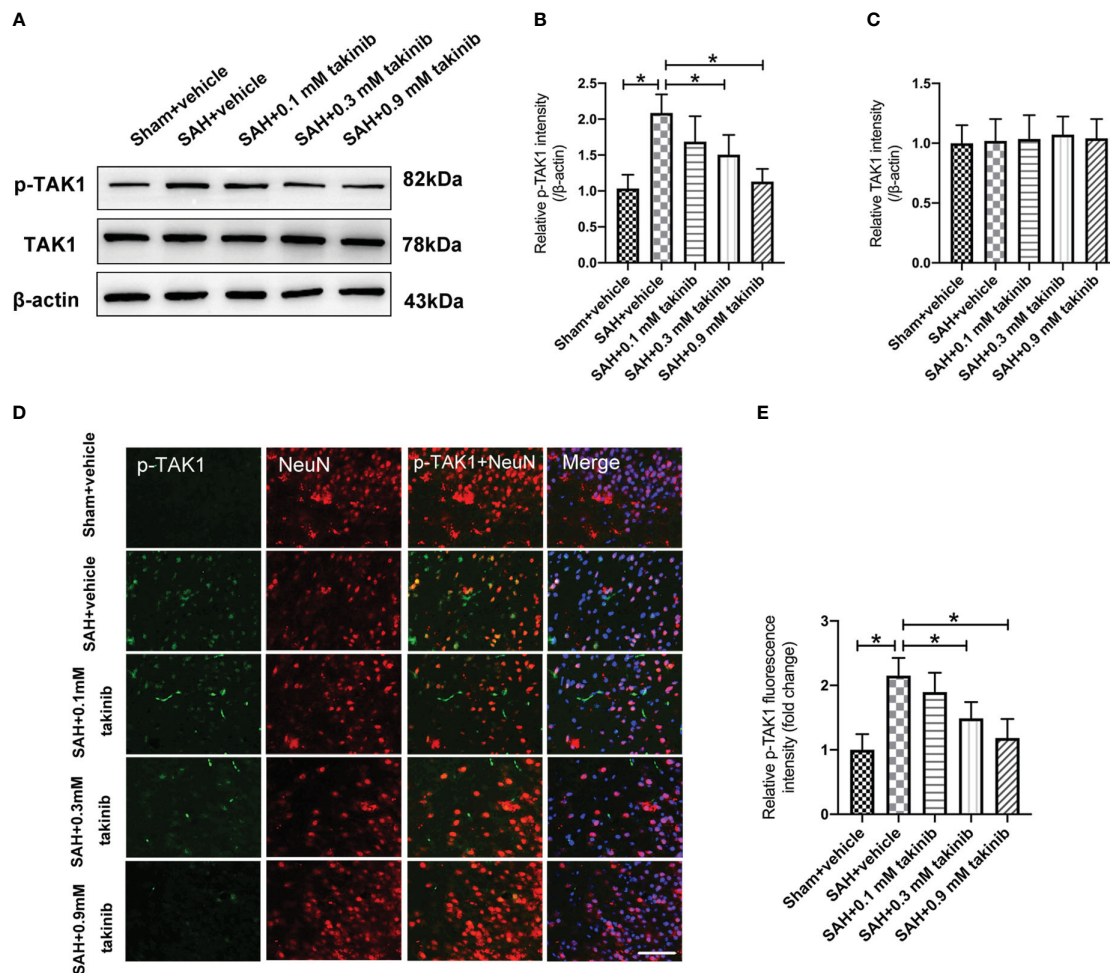 A
Sham+vehicle
SAH+vehicle
SAH+0.1 mM takinib
SAH+0.3 mM takinib
SAH+0.9 mM takinib
p-TAK1
82kDa
TAK1
78kDa
β-actin
43kDa
B
Relative p-TAK1 intensity
(/β-actin)
2.5
2.0
1.5
1.0
0.5
0.0
*
*
*
Sham+vehicle
SAH+vehicle
SAH+0.1 mM takinib
SAH+0.3 mM takinib
SAH+0.9 mM takinib
C
Relative TAK1 intensity
(/β-actin)
1.5
1.0
0.5
0.0
Sham+vehicle
SAH+vehicle
SAH+0.1 mM takinib
SAH+0.3 mM takinib
SAH+0.9 mM takinib
D
p-TAK1
NeuN
p-TAK1+NeuN
Merge
Sham+vehicle
SAH+vehicle
SAH+0.1mM
takinib
SAH+0.3mM
takinib
SAH+0.9mM
takinib
E
Relative p-TAK1 fluorescence
intensity (fold change)
3
2
1
0
*
*
*
Sham+vehicle
SAH+vehicle
SAH+0.1 mM takinib
SAH+0.3 mM takinib
SAH+0.9 mM takinib